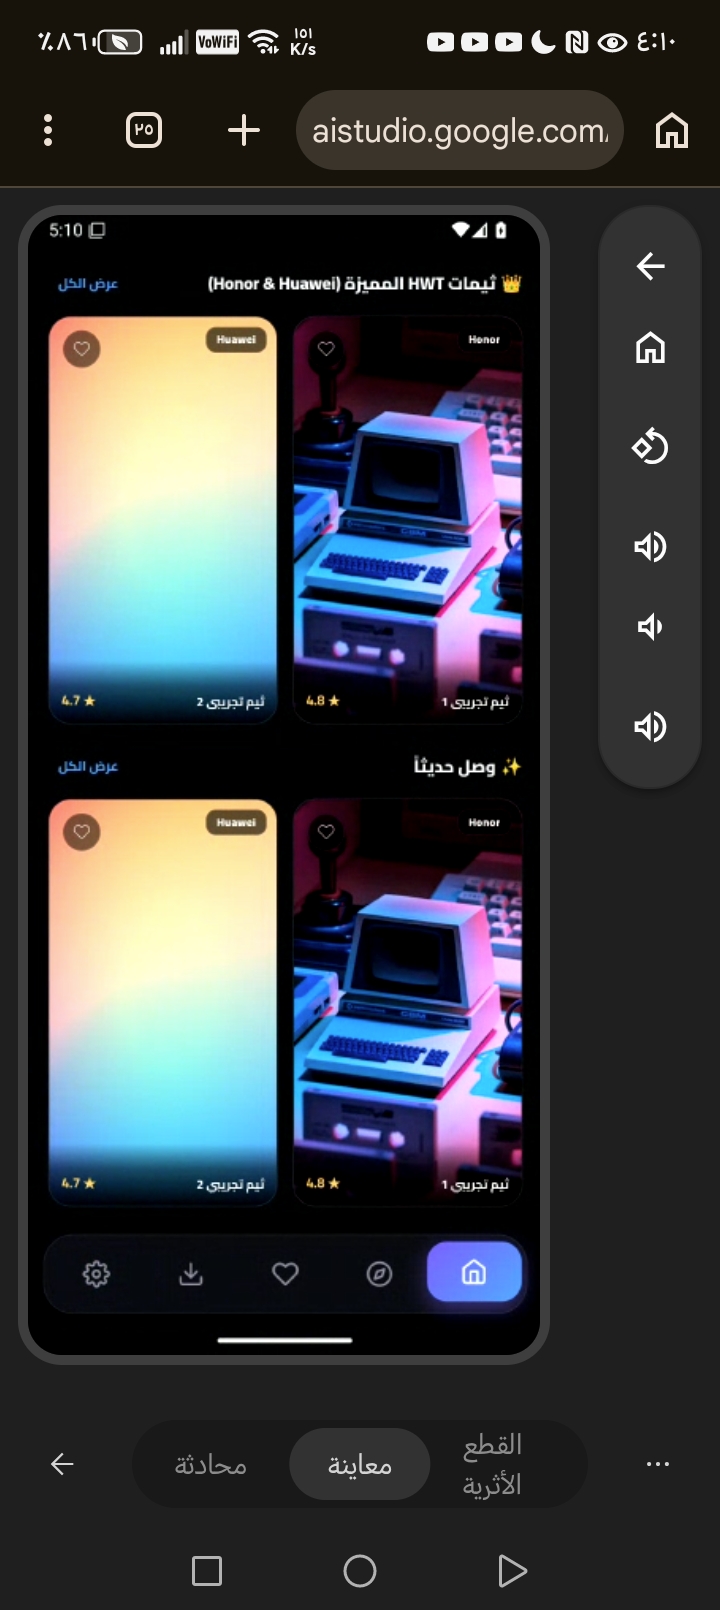 ٪٨٦
VoWiFi
١٥١
K/s
٤:١٠
٢٥
aistudio.google.com/
5:10
👑 ثيمات HWT المميزة (Honor & Huawei)
عرض الكل
Honor
Huawei
ثيم تجريبي 1
4.8 ★
ثيم تجريبي 2
4.7 ★
✨ وصل حديثاً
عرض الكل
Honor
Huawei
ثيم تجريبي 1
4.8 ★
ثيم تجريبي 2
4.7 ★
القطع
الأثرية
معاينة
محادثة